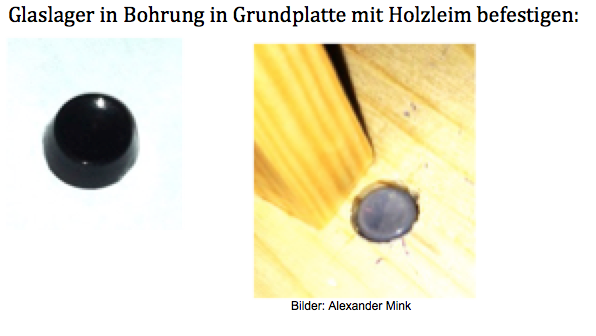 Glaslager in Bohrung in Grundplatte mit Holzleim befestigen:
Bilder: Alexander Mink